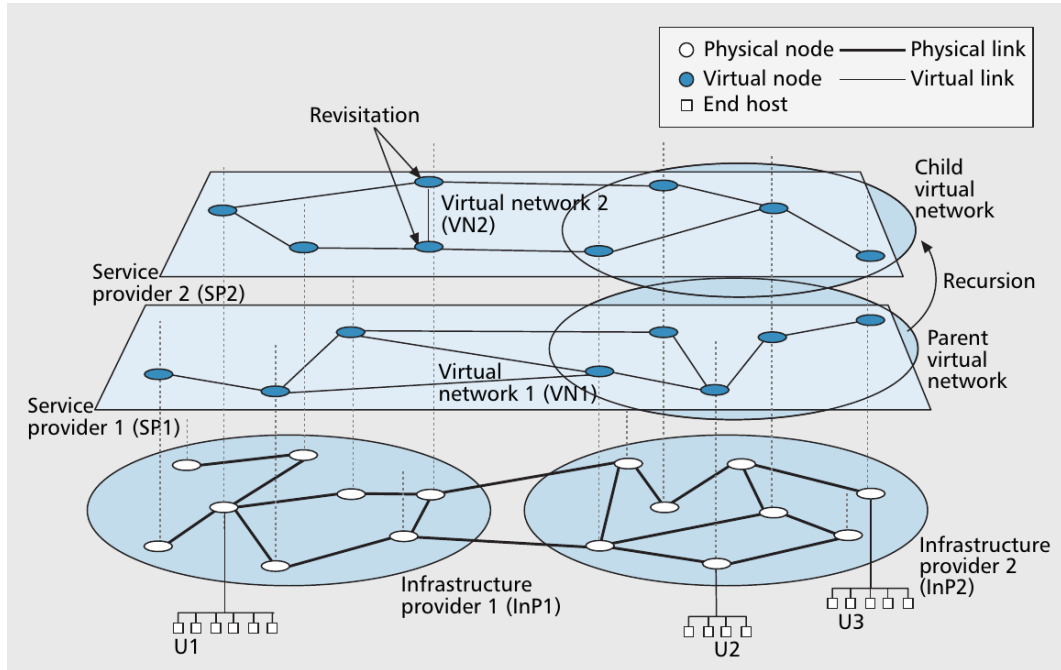 Physical node
Physical link
Virtual node
Virtual link
End host
Revisitation
Child
virtual
network
Virtual network 2
(VN2)
Service
provider 2 (SP2)
Recursion
Parent
virtual
network
Virtual
network 1 (VN1)
Service
provider 1 (SP1)
Infrastructure
provider 1 (InP1)
Infrastructure
provider 2
(InP2)
U1
U2
U3